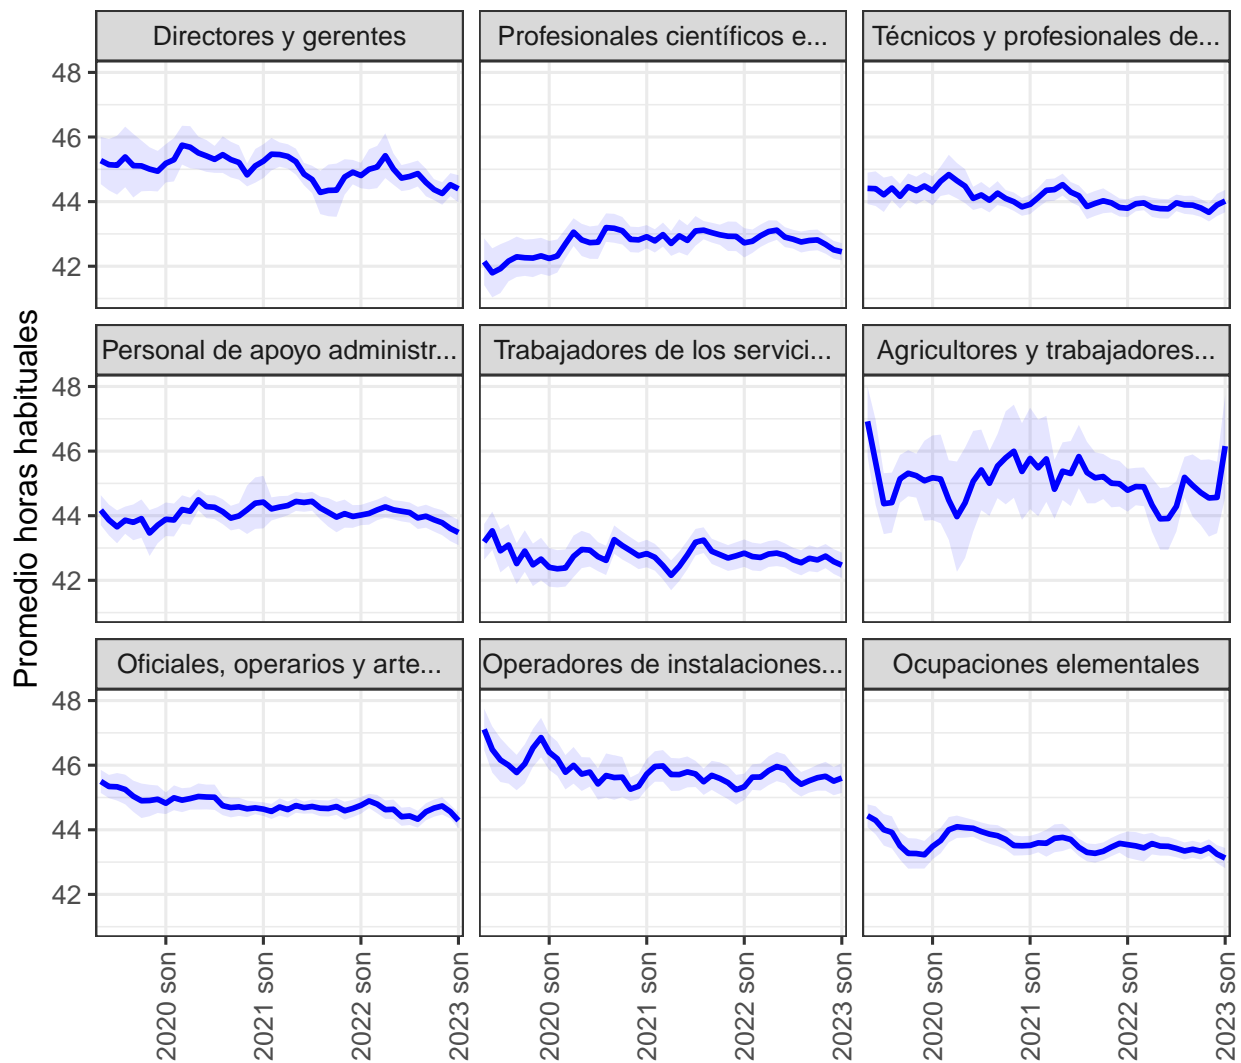 Directores y gerentes
Profesionales científicos e...
Técnicos y profesionales de...
48
46
44
42
Personal de apoyo administr...
Trabajadores de los servici...
Agricultores y trabajadores...
48
46
44
42
Promedio horas habituales
Oficiales, operarios y arte...
Operadores de instalaciones...
Ocupaciones elementales
48
46
44
42
2020 son
2021 son
2022 son
2023 son
2020 son
2021 son
2022 son
2023 son
2020 son
2021 son
2022 son
2023 son